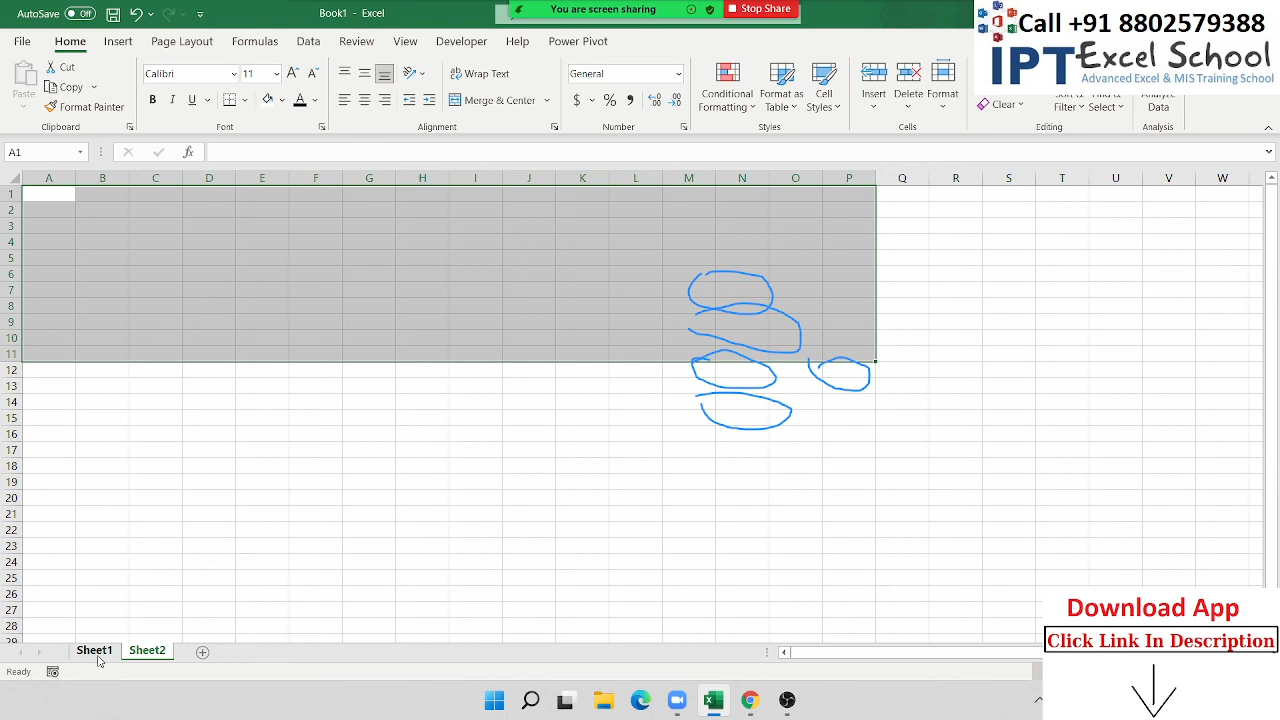 AutoSave Off Book1 - Excel You are screen sharing Stop Share
Call +91 8802579388
IPT Excel School
Advanced Excel & MIS Training School
File Home Insert Page Layout Formulas Data Review View Developer Help Power Pivot
Paste Cut Copy Format Painter
Calibri 11
B I U A
Wrap Text
Merge & Center
General
$ % ,
Conditional Formatting Format as Table Cell Styles
Insert Delete Format
Clear
Filter Select
Data
Clipboard Font Alignment Number Styles Cells Editing Analysis
A1 fx
A B C D E F G H I J K L M N O P Q R S T U V W
1
2
3
4
5
6
7
8
9
10
11
12
13
14
15
16
17
18
19
20
21
22
23
24
25
26
27
28
29
Sheet1 Sheet2
Ready
Download App
Click Link In Description